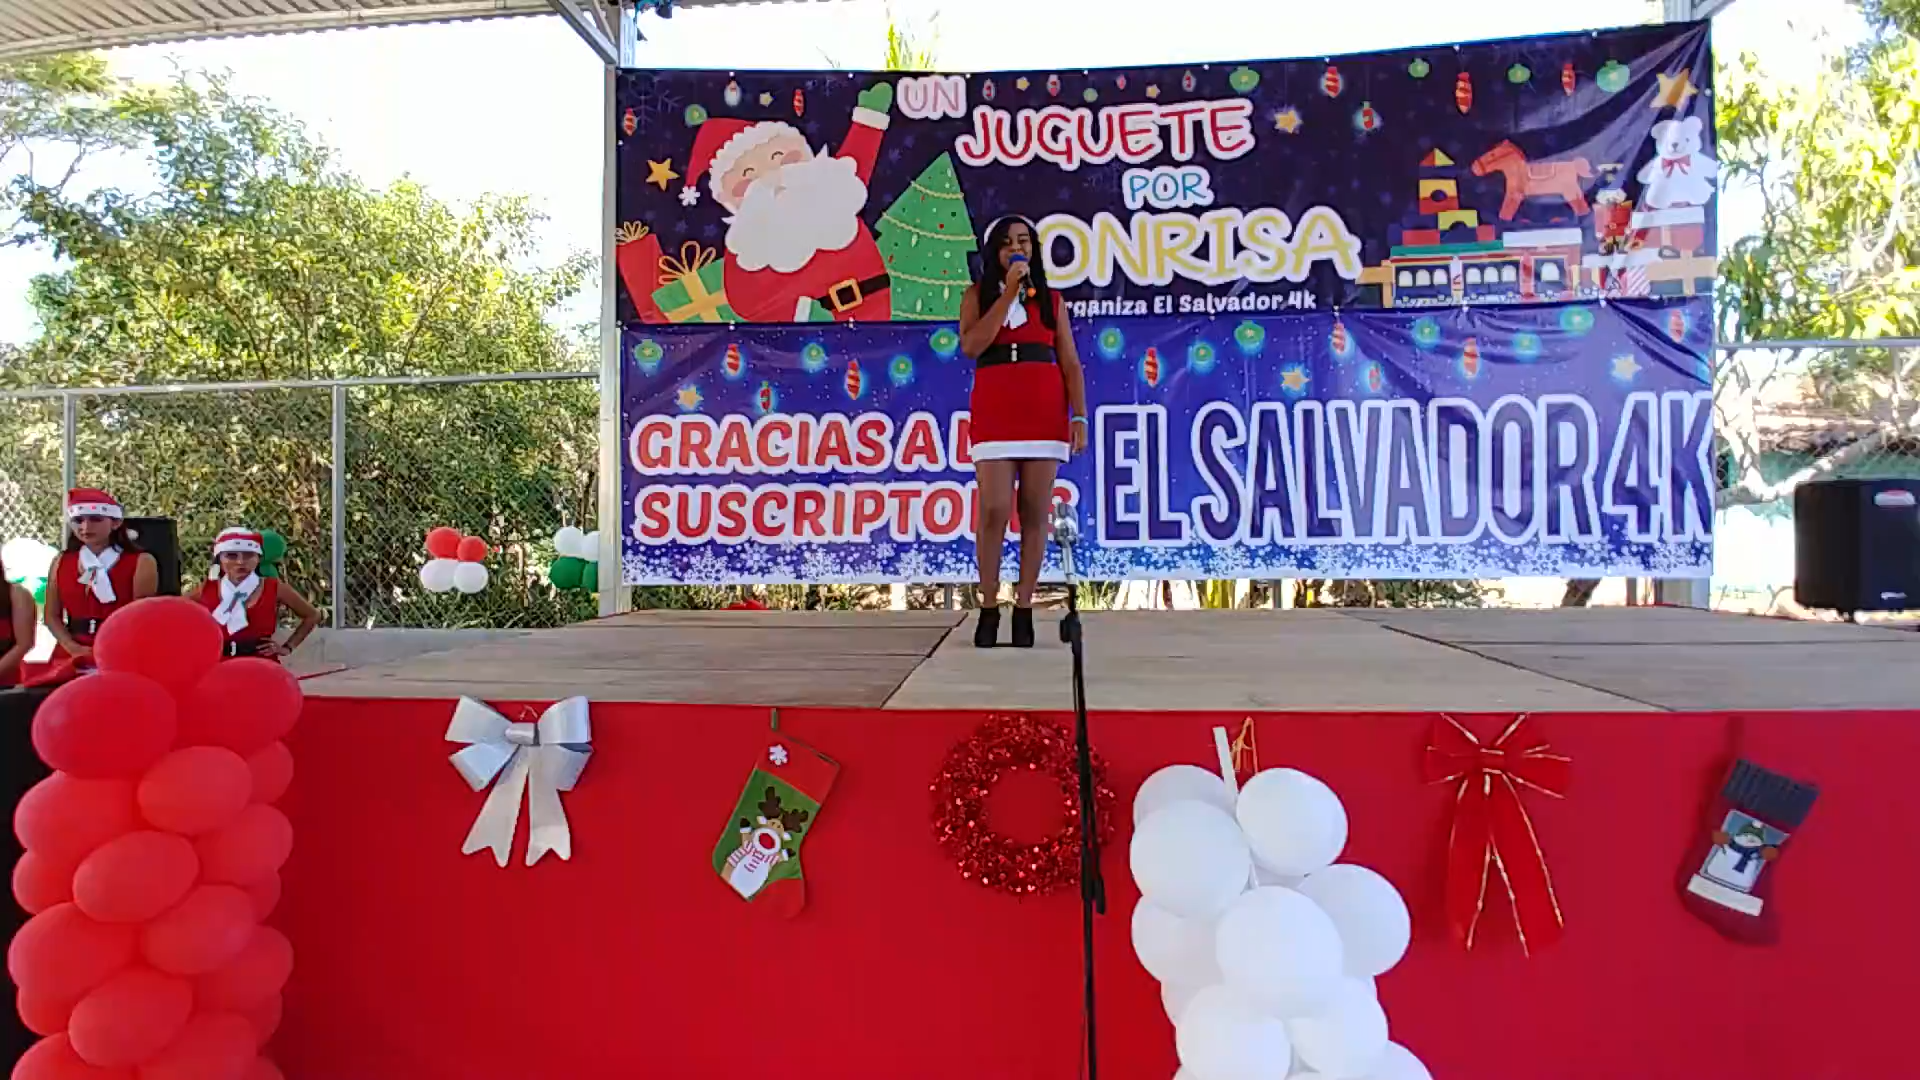 UN
JUGUETE
POR
ONRISA
rganiza El Salvador 4k
GRACIAS A
SUSCRIPTO S
EL SALVADOR 4K